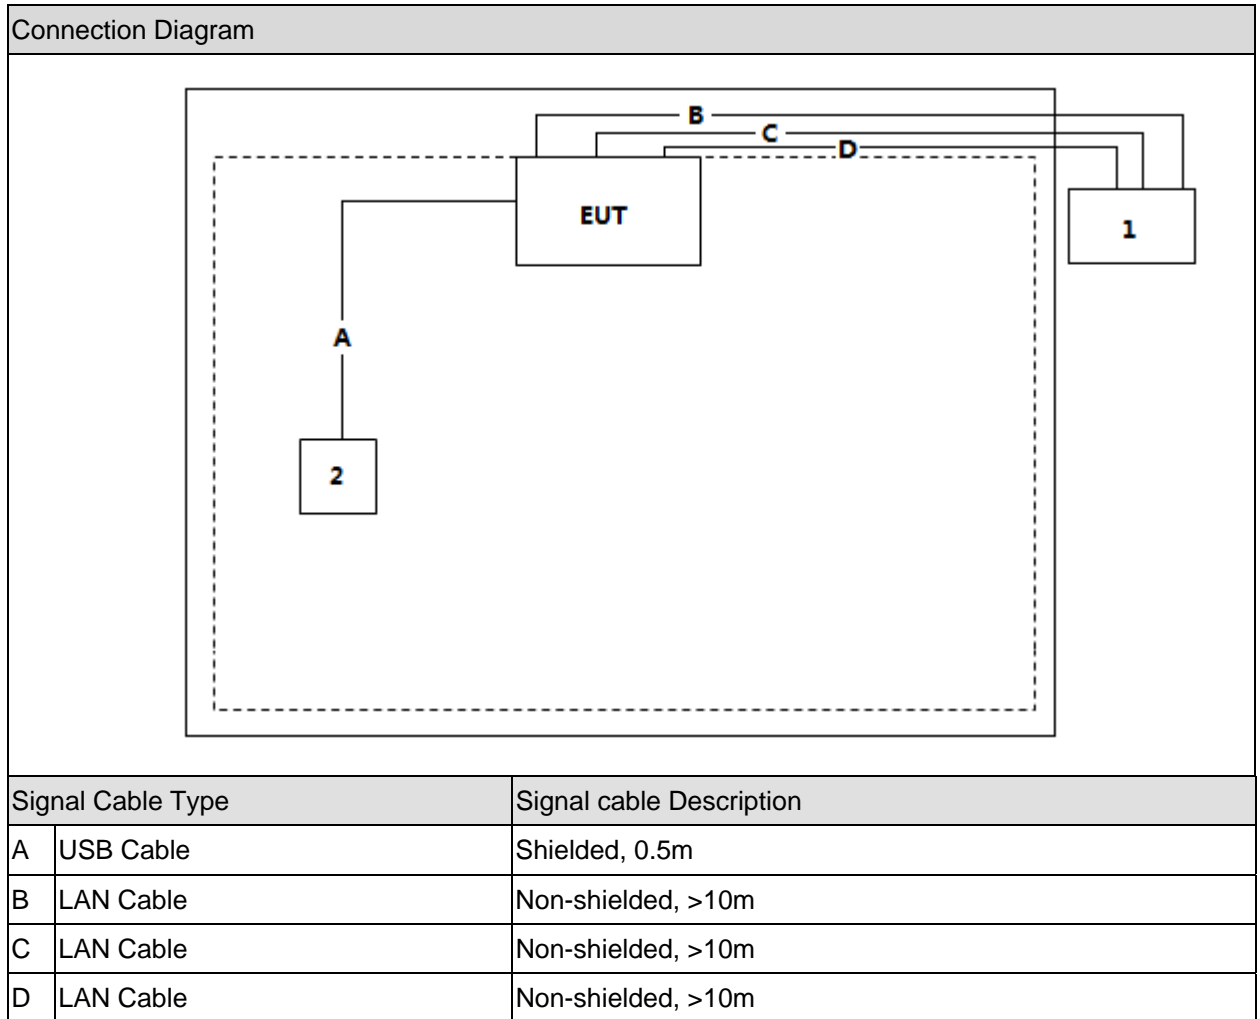 Connection Diagram
B
C
D
EUT
1
A
2
Signal Cable Type Signal cable Description
A USB Cable Shielded, 0.5m
B LAN Cable Non-shielded, >10m
C LAN Cable Non-shielded, >10m
D LAN Cable Non-shielded, >10m